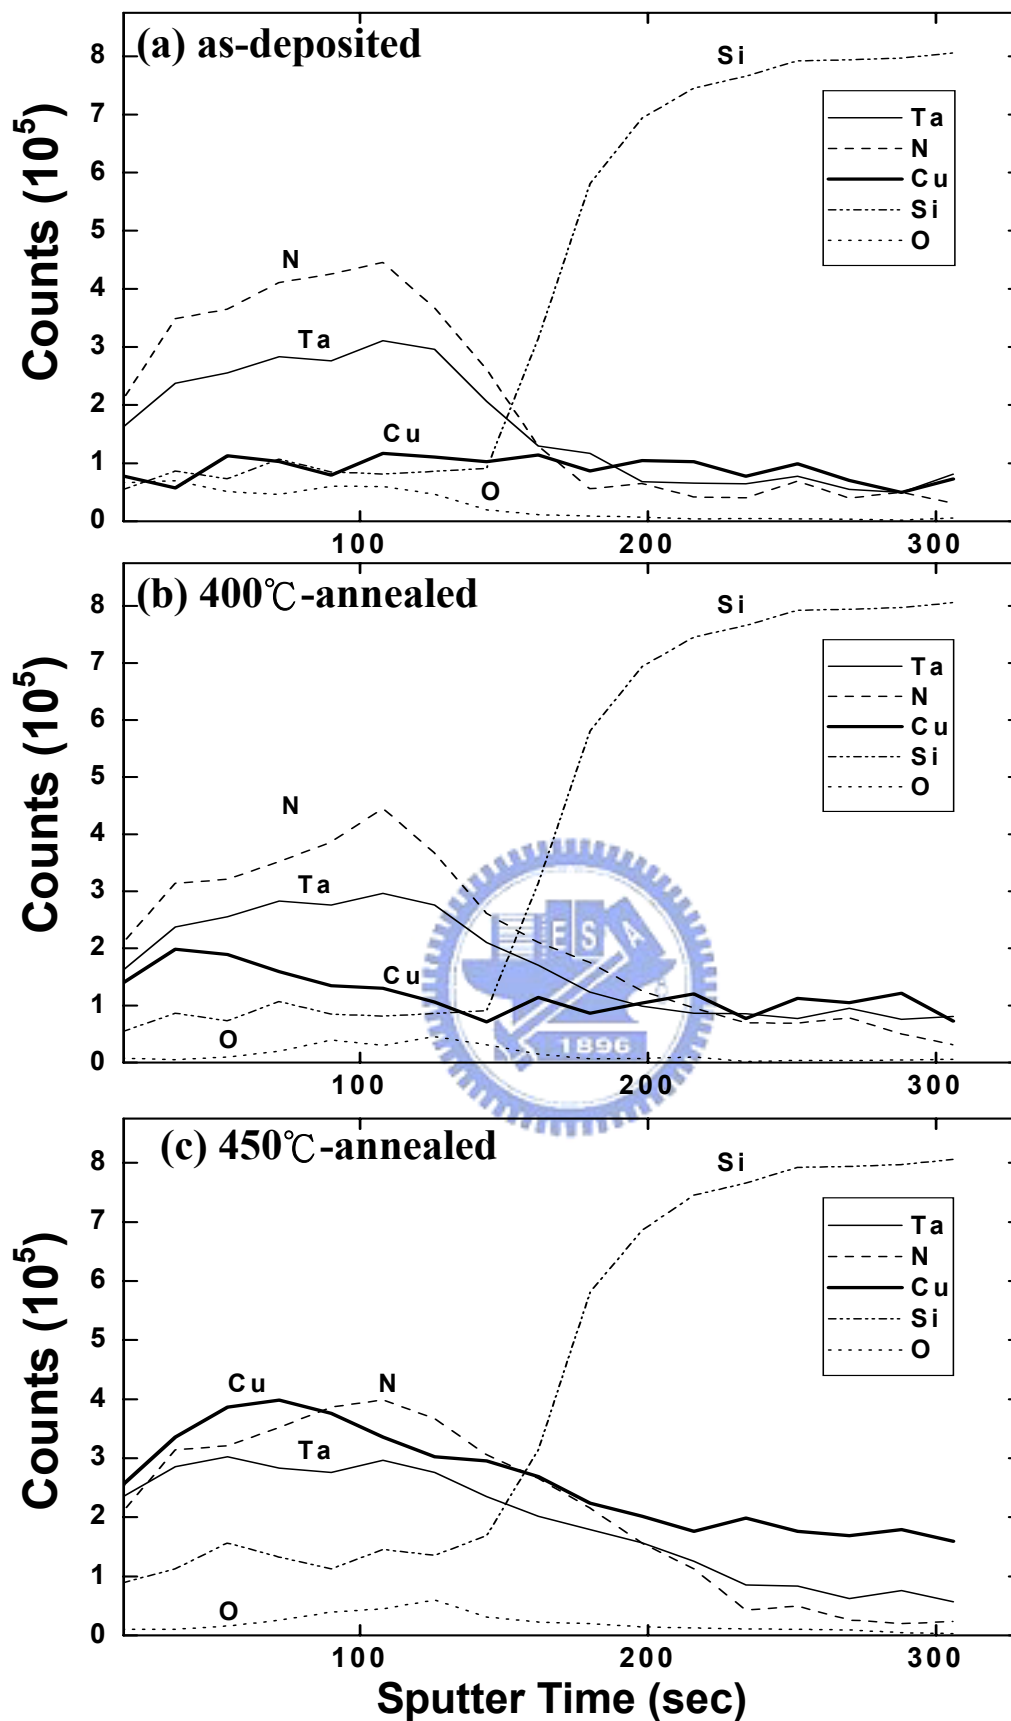 (a) as-deposited
Si
8
7
6
5
4
3
2
1
0
Counts (10⁵)
Ta
N
Cu
Si
O
N
Ta
Cu
O
100
200
300
(b) 400℃-annealed
Si
8
7
6
5
4
3
2
1
0
Counts (10⁵)
Ta
N
Cu
Si
O
N
Ta
Cu
O
ES A
1896
100
200
300
(c) 450℃-annealed
Si
8
7
6
5
4
3
2
1
0
Counts (10⁵)
Ta
N
Cu
Si
O
Cu
N
Ta
O
100
200
300
Sputter Time (sec)